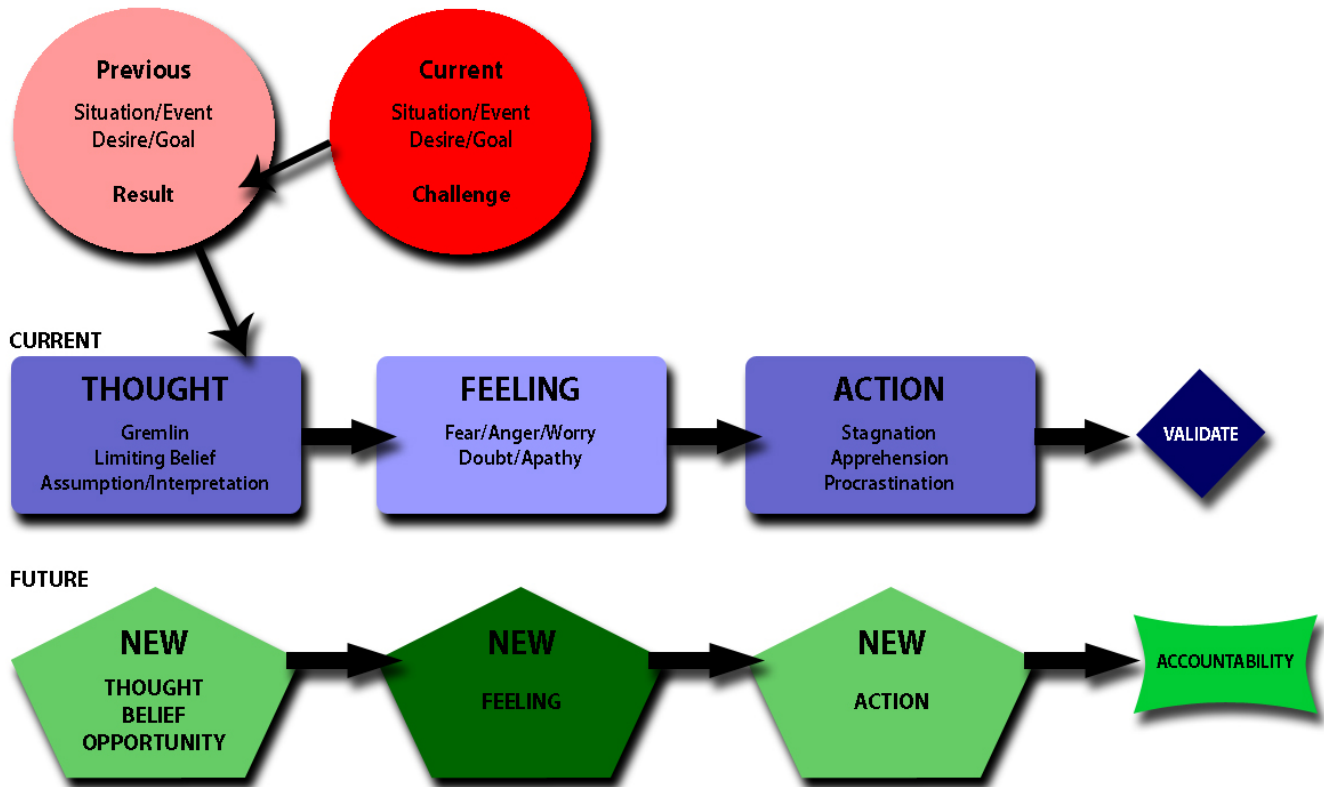 Previous
Situation/Event
Desire/Goal
Result
Current
Situation/Event
Desire/Goal
Challenge
CURRENT
THOUGHT
Gremlin
Limiting Belief
Assumption/Interpretation
FEELING
Fear/Anger/Worry
Doubt/Apathy
ACTION
Stagnation
Apprehension
Procrastination
VALIDATE
FUTURE
NEW
THOUGHT
BELIEF
OPPORTUNITY
NEW
FEELING
NEW
ACTION
ACCOUNTABILITY